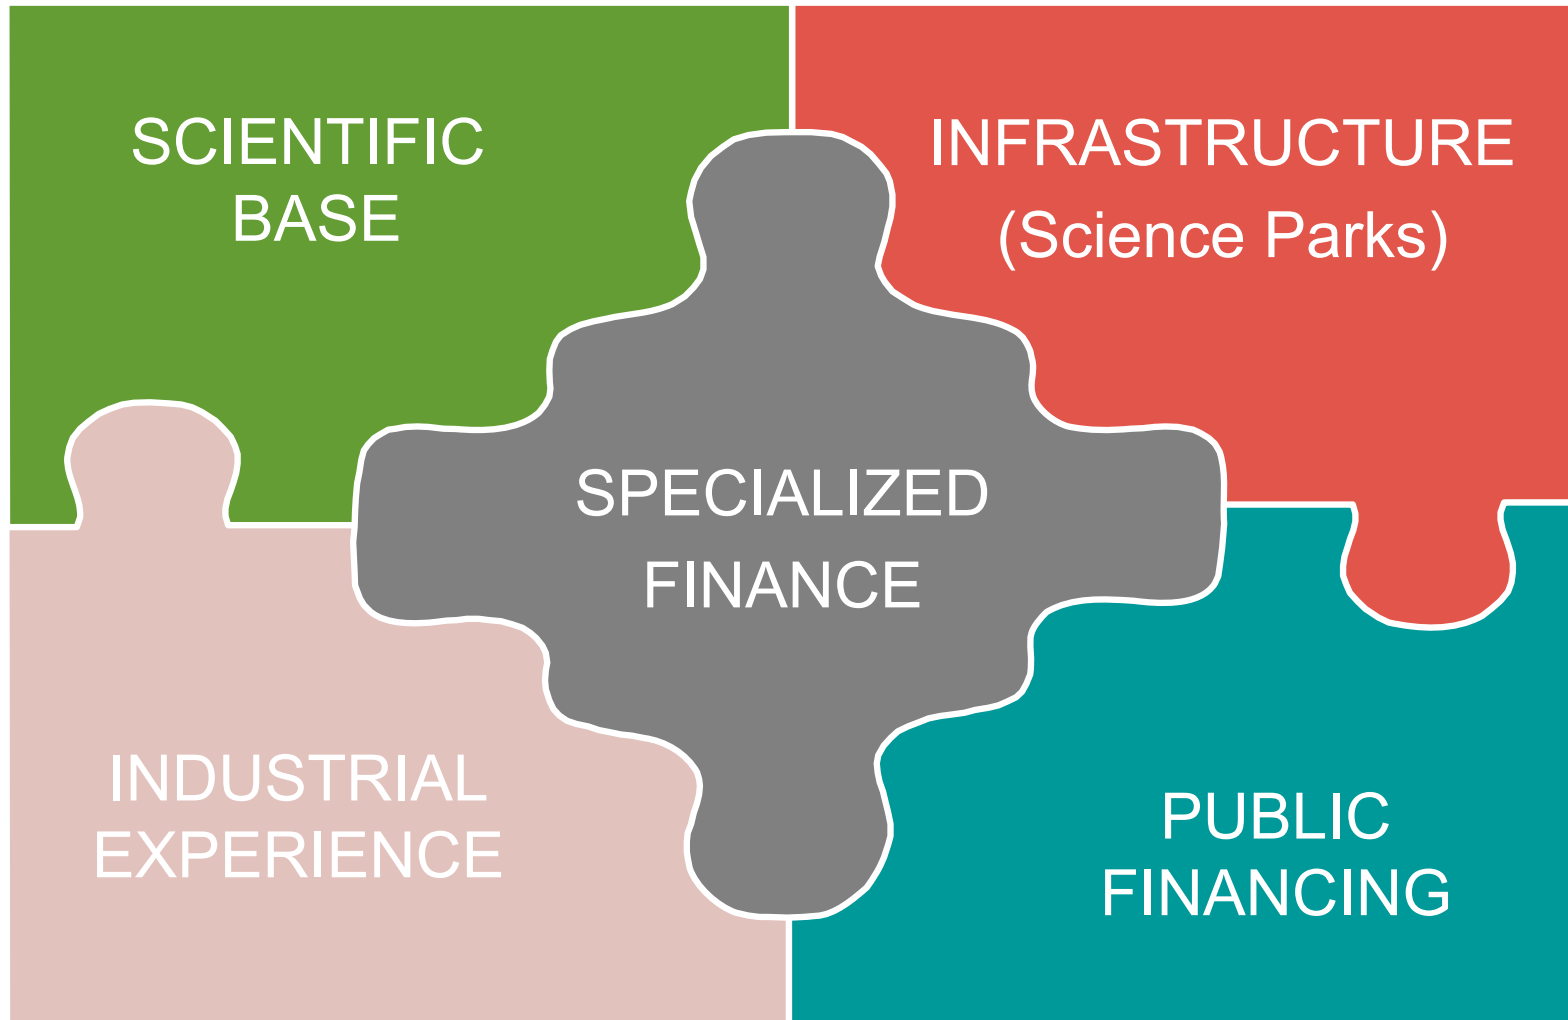 SCIENTIFIC
BASE
INFRASTRUCTURE
(Science Parks)
SPECIALIZED
FINANCE
INDUSTRIAL
EXPERIENCE
PUBLIC
FINANCING